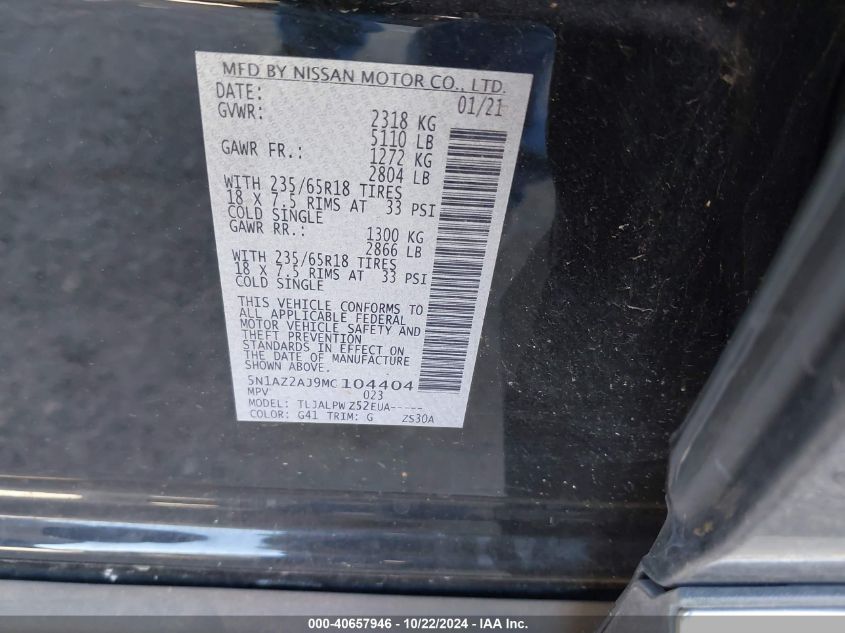 MFD BY NISSAN MOTOR CO., LTD.
DATE: 01/21
GVWR: 2318 KG
5110 LB
GAWR FR.: 1272 KG
2804 LB
WITH 235/65R18 TIRES
18 X 7.5 RIMS AT 33 PSI
COLD SINGLE
GAWR RR.: 1300 KG
2866 LB
WITH 235/65R18 TIRES
18 X 7.5 RIMS AT 33 PSI
COLD SINGLE
THIS VEHICLE CONFORMS TO
ALL APPLICABLE FEDERAL
MOTOR VEHICLE SAFETY AND
THEFT PREVENTION
STANDARDS IN EFFECT ON
THE DATE OF MANUFACTURE
SHOWN ABOVE.
5N1AZ2AJ9MC104404
MPV 023
MODEL: TLJALPW Z52EUA-----
COLOR: G41 TRIM: G ZS30A
000-40657946 - 10/22/2024 - IAA Inc.